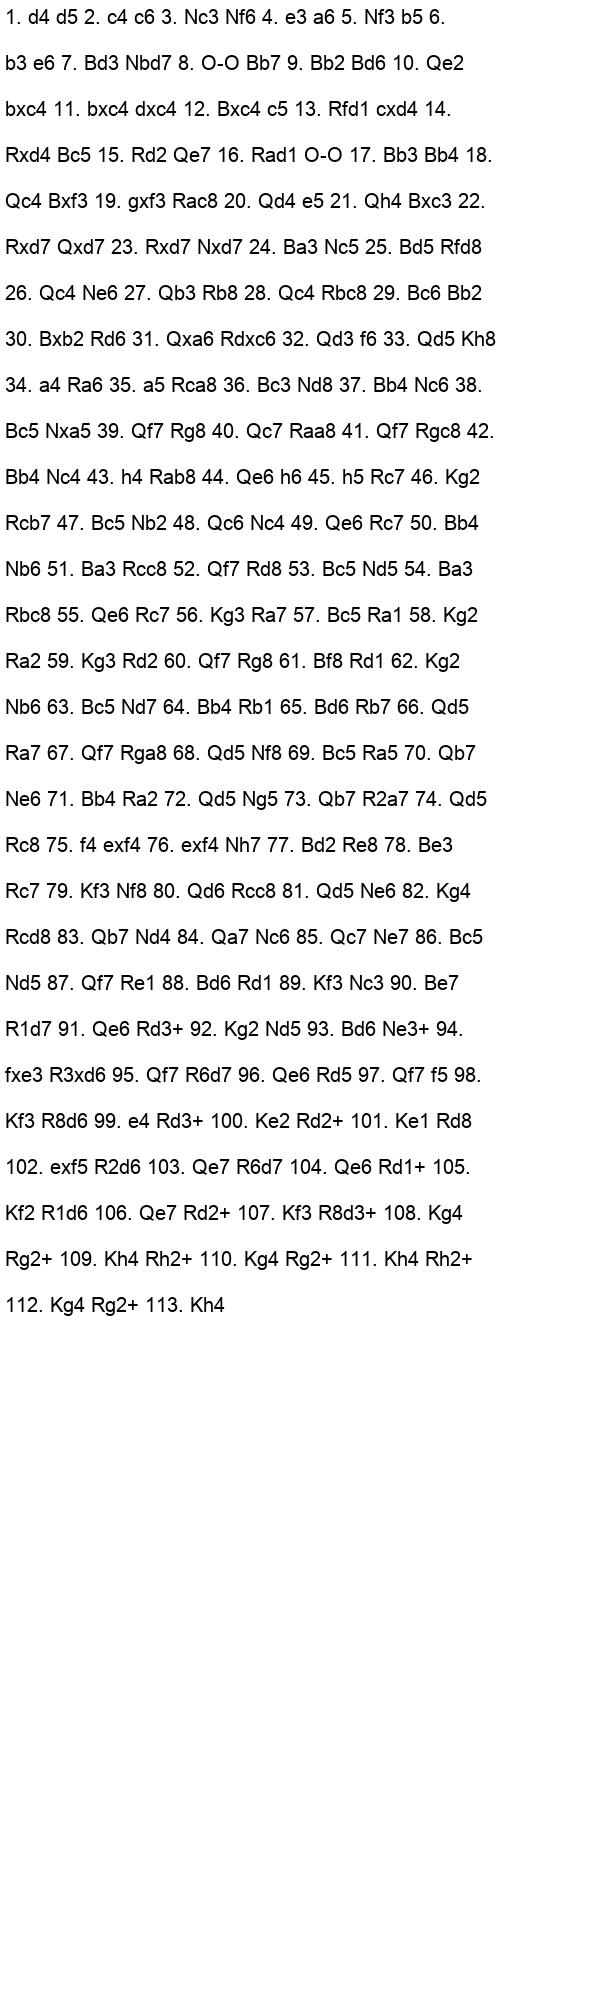 1. d4 d5 2. c4 c6 3. Nc3 Nf6 4. e3 a6 5. Nf3 b5 6.
b3 e6 7. Bd3 Nbd7 8. O-O Bb7 9. Bb2 Bd6 10. Qe2
bxc4 11. bxc4 dxc4 12. Bxc4 c5 13. Rfd1 cxd4 14.
Rxd4 Bc5 15. Rd2 Qe7 16. Rad1 O-O 17. Bb3 Bb4 18.
Qc4 Bxf3 19. gxf3 Rac8 20. Qd4 e5 21. Qh4 Bxc3 22.
Rxd7 Qxd7 23. Rxd7 Nxd7 24. Ba3 Nc5 25. Bd5 Rfd8
26. Qc4 Ne6 27. Qb3 Rb8 28. Qc4 Rbc8 29. Bc6 Bb2
30. Bxb2 Rd6 31. Qxa6 Rdxc6 32. Qd3 f6 33. Qd5 Kh8
34. a4 Ra6 35. a5 Rca8 36. Bc3 Nd8 37. Bb4 Nc6 38.
Bc5 Nxa5 39. Qf7 Rg8 40. Qc7 Raa8 41. Qf7 Rgc8 42.
Bb4 Nc4 43. h4 Rab8 44. Qe6 h6 45. h5 Rc7 46. Kg2
Rcb7 47. Bc5 Nb2 48. Qc6 Nc4 49. Qe6 Rc7 50. Bb4
Nb6 51. Ba3 Rcc8 52. Qf7 Rd8 53. Bc5 Nd5 54. Ba3
Rbc8 55. Qe6 Rc7 56. Kg3 Ra7 57. Bc5 Ra1 58. Kg2
Ra2 59. Kg3 Rd2 60. Qf7 Rg8 61. Bf8 Rd1 62. Kg2
Nb6 63. Bc5 Nd7 64. Bb4 Rb1 65. Bd6 Rb7 66. Qd5
Ra7 67. Qf7 Rga8 68. Qd5 Nf8 69. Bc5 Ra5 70. Qb7
Ne6 71. Bb4 Ra2 72. Qd5 Ng5 73. Qb7 R2a7 74. Qd5
Rc8 75. f4 exf4 76. exf4 Nh7 77. Bd2 Re8 78. Be3
Rc7 79. Kf3 Nf8 80. Qd6 Rcc8 81. Qd5 Ne6 82. Kg4
Rcd8 83. Qb7 Nd4 84. Qa7 Nc6 85. Qc7 Ne7 86. Bc5
Nd5 87. Qf7 Re1 88. Bd6 Rd1 89. Kf3 Nc3 90. Be7
R1d7 91. Qe6 Rd3+ 92. Kg2 Nd5 93. Bd6 Ne3+ 94.
fxe3 R3xd6 95. Qf7 R6d7 96. Qe6 Rd5 97. Qf7 f5 98.
Kf3 R8d6 99. e4 Rd3+ 100. Ke2 Rd2+ 101. Ke1 Rd8
102. exf5 R2d6 103. Qe7 R6d7 104. Qe6 Rd1+ 105.
Kf2 R1d6 106. Qe7 Rd2+ 107. Kf3 R8d3+ 108. Kg4
Rg2+ 109. Kh4 Rh2+ 110. Kg4 Rg2+ 111. Kh4 Rh2+
112. Kg4 Rg2+ 113. Kh4